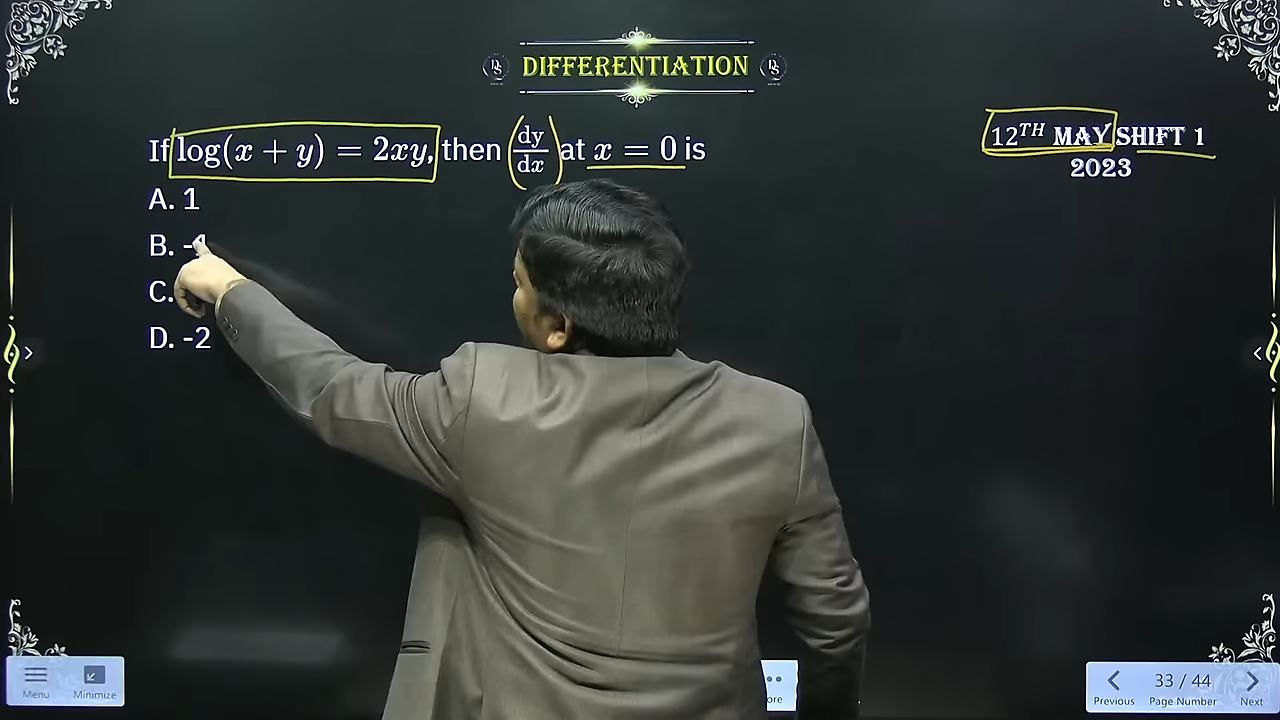 DIFFERENTIATION
If log(x + y) = 2xy, then (dy/dx) at x = 0 is
12TH MAY SHIFT 1
2023
A. 1
B. -1
C.
D. -2
Menu
Minimize
33 / 44
Previous
Page Number
Next